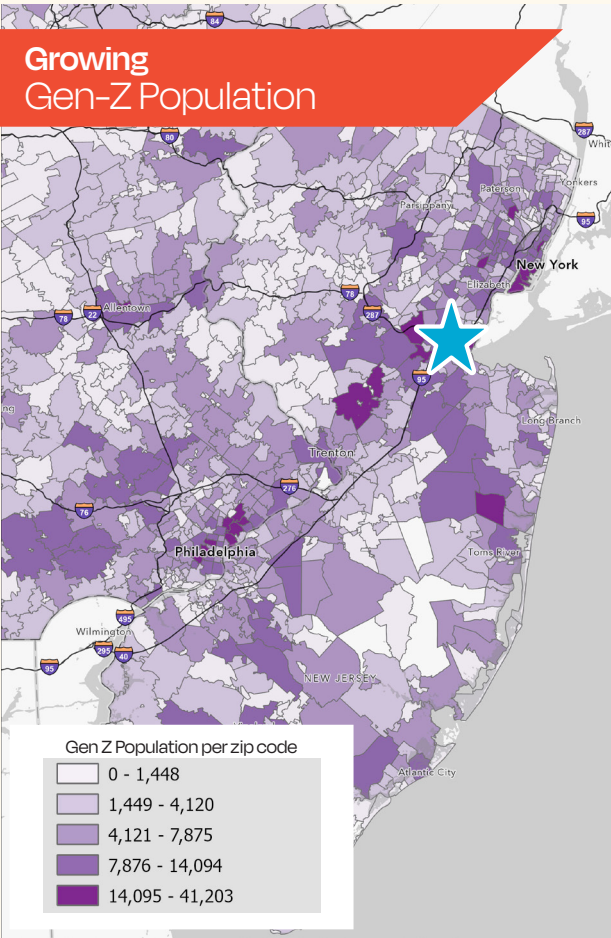 84
Growing
Gen-Z Population
80
287
Whit
Paterson
Yonkers
Parsippany
95
New York
Elizabeth
78
287
Allentown
78
22
95
ng
Long Branch
Trenton
276
76
Philadelphia
Toms River
495
Wilmington
295
40
95
NEW JERSEY
Atlantic City
Gen Z Population per zip code
0 - 1,448
1,449 - 4,120
4,121 - 7,875
7,876 - 14,094
14,095 - 41,203